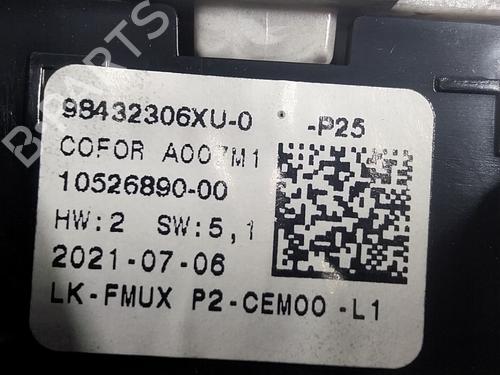 98432306XU-0 -P25
COFOR A007M1
10526890-00
HW:2 SW:5,1
2021-07-06
LK-FMUX P2-CEM00 -L1
B-PARTS